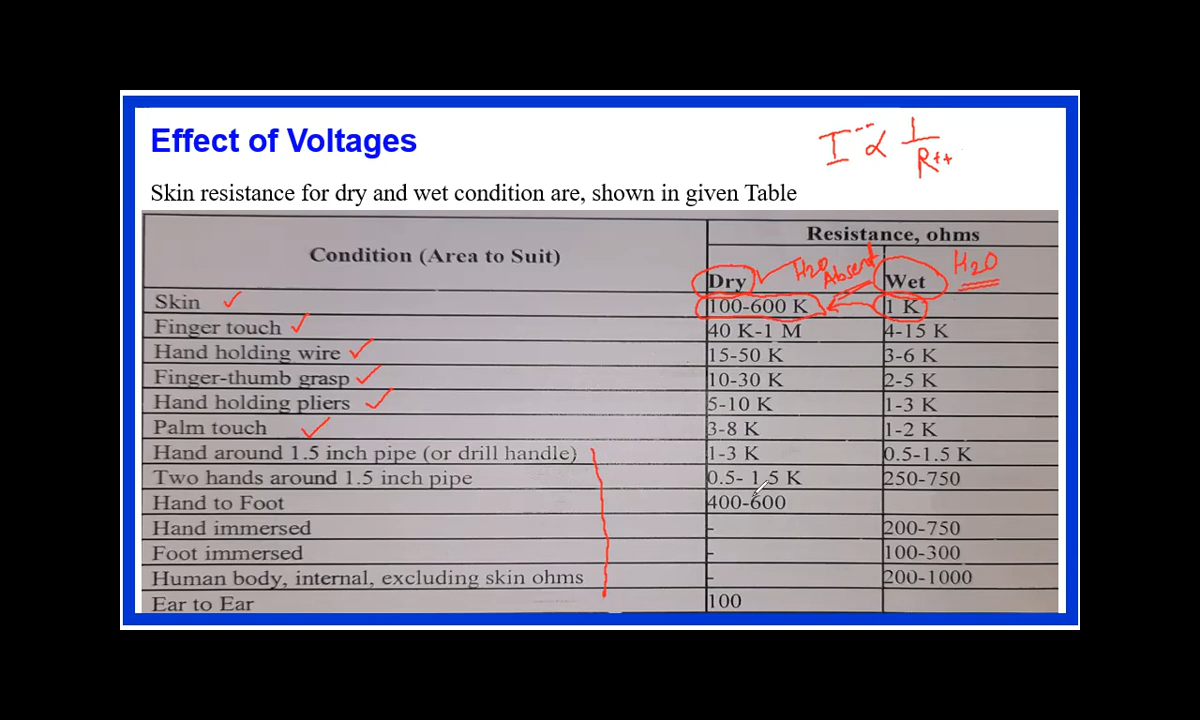 Effect of Voltages
I-- ∝ 1/R++
Skin resistance for dry and wet condition are, shown in given Table
Condition (Area to Suit) Resistance, ohms
Dry H2O Absent Wet H2O
Skin 100-600 K 1 K
Finger touch 40 K-1 M 4-15 K
Hand holding wire 15-50 K 3-6 K
Finger-thumb grasp 10-30 K 2-5 K
Hand holding pliers 5-10 K 1-3 K
Palm touch 3-8 K 1-2 K
Hand around 1.5 inch pipe (or drill handle) 1-3 K 0.5-1.5 K
Two hands around 1.5 inch pipe 0.5- 1.5 K 250-750
Hand to Foot 400-600
Hand immersed - 200-750
Foot immersed - 100-300
Human body, internal, excluding skin ohms - 200-1000
Ear to Ear 100